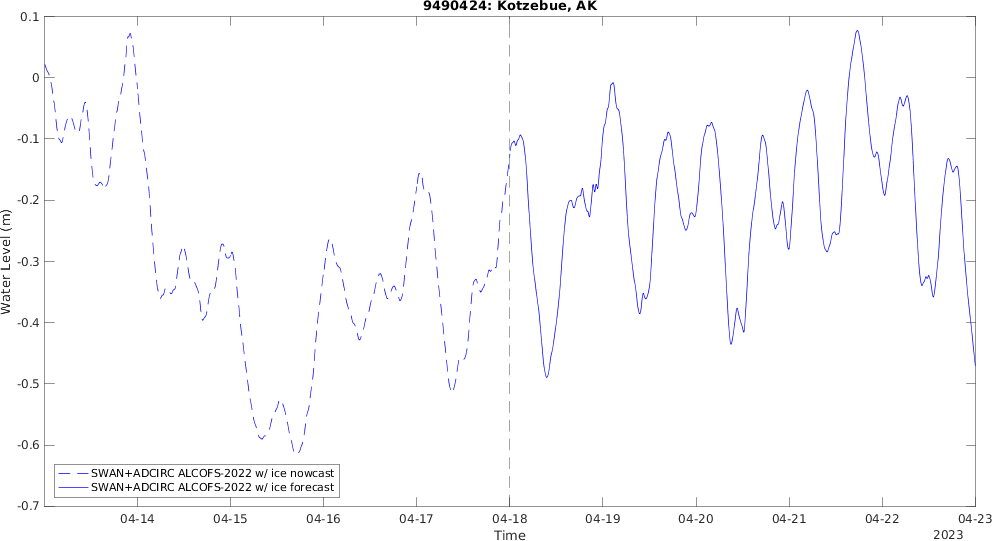 9490424: Kotzebue, AK
0.1
0
-0.1
-0.2
-0.3
-0.4
-0.5
-0.6
-0.7
Water Level (m)
SWAN+ADCIRC ALCOFS-2022 w/ ice nowcast
SWAN+ADCIRC ALCOFS-2022 w/ ice forecast
04-14 04-15 04-16 04-17 04-18 04-19 04-20 04-21 04-22 04-23
Time
2023